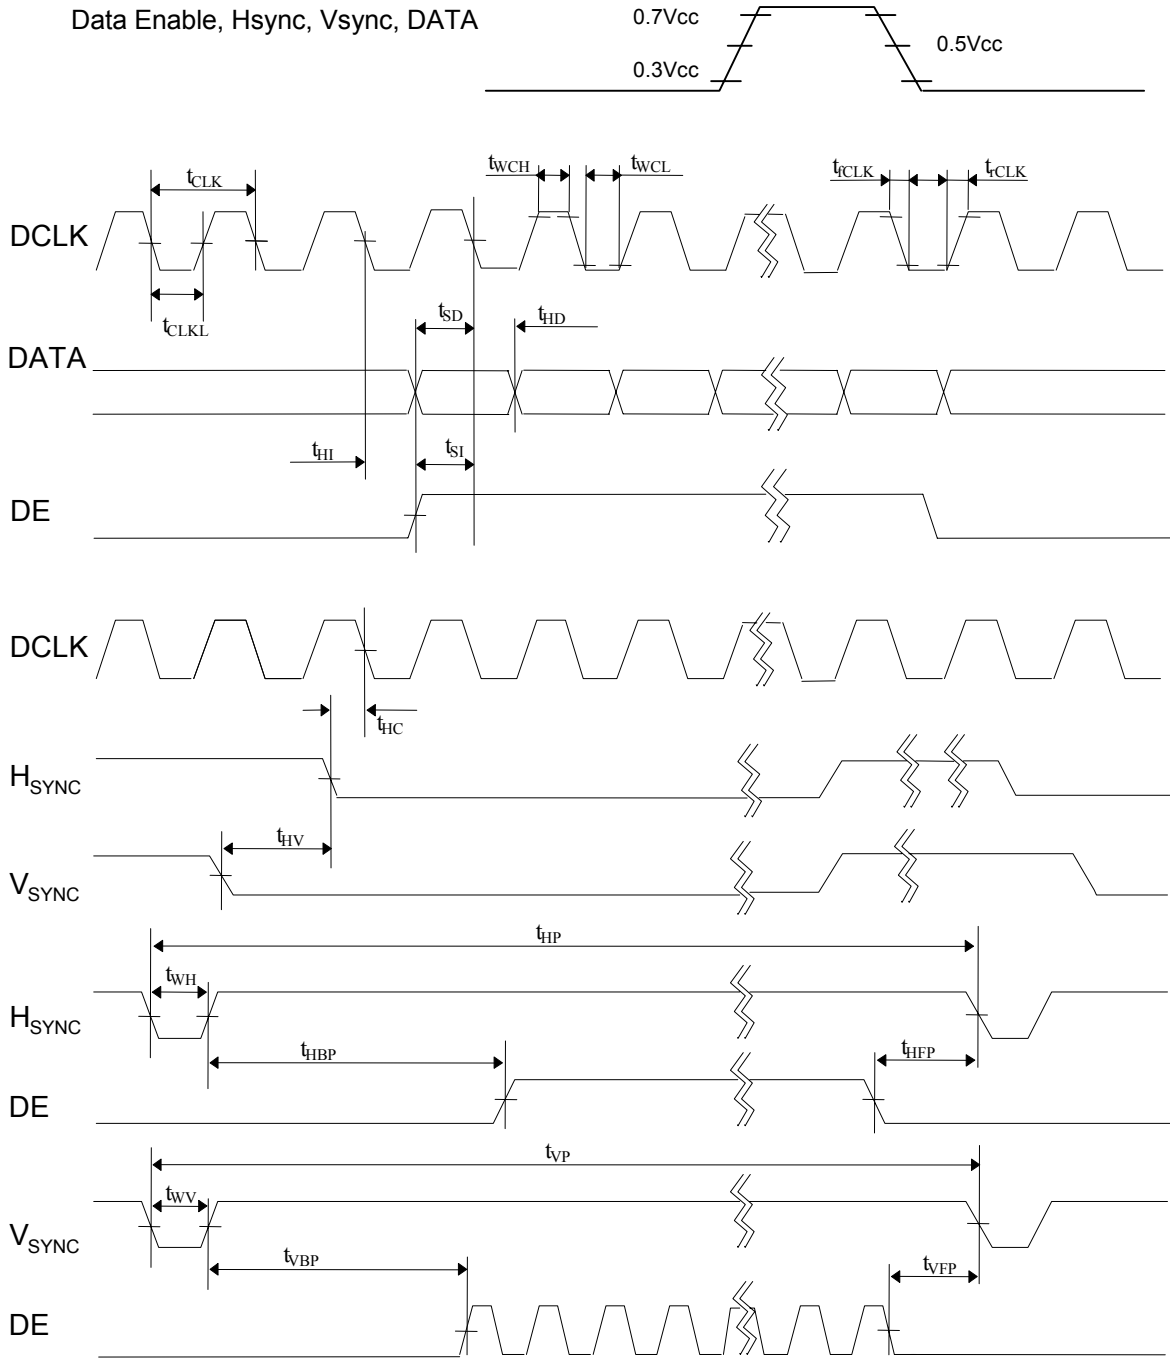 Data Enable, Hsync, Vsync, DATA
0.7Vcc
0.5Vcc
0.3Vcc
tCLK
tWCH
tWCL
tfCLK
trCLK
DCLK
tCLKL
tSD
tHD
DATA
tHI
tSI
DE
DCLK
tHC
HSYNC
tHV
VSYNC
tHP
tWH
HSYNC
tHBP
tHFP
DE
tVP
tWV
VSYNC
tVBP
tVFP
DE